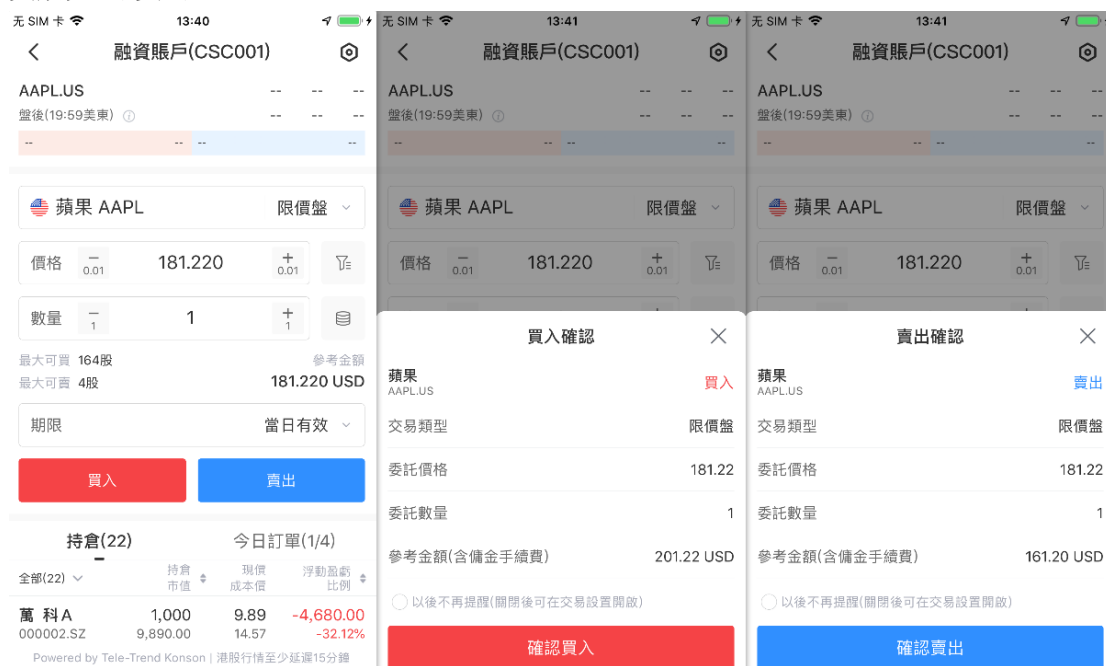 无 SIM 卡 13:40
融資賬戶(CSC001)
AAPL.US -- -- --
盤後(19:59美東) -- -- --
-- -- -- --
蘋果 AAPL 限價盤
價格 − 0.01 181.220 + 0.01
數量 − 1 1 + 1
最大可買 164股 參考金額
最大可賣 4股 181.220 USD
期限 當日有效
買入 賣出
持倉(22) 今日訂單(1/4)
全部(22) 持倉市值 現價成本價 浮動盈虧比例
萬 科A 1,000 9.89 -4,680.00
000002.SZ 9,890.00 14.57 -32.12%
Powered by Tele-Trend Konson | 港股行情至少延遲15分鐘
无 SIM 卡 13:41
融資賬戶(CSC001)
AAPL.US -- -- --
盤後(19:59美東) -- -- --
-- -- -- --
蘋果 AAPL 限價盤
價格 − 0.01 181.220 + 0.01
買入確認
蘋果 買入
AAPL.US
交易類型 限價盤
委託價格 181.22
委託數量 1
參考金額(含傭金手續費) 201.22 USD
以後不再提醒(關閉後可在交易設置開啟)
確認買入
无 SIM 卡 13:41
融資賬戶(CSC001)
AAPL.US -- -- --
盤後(19:59美東) -- -- --
-- -- -- --
蘋果 AAPL 限價盤
價格 − 0.01 181.220 + 0.01
賣出確認
蘋果 賣出
AAPL.US
交易類型 限價盤
委託價格 181.22
委託數量 1
參考金額(含傭金手續費) 161.20 USD
以後不再提醒(關閉後可在交易設置開啟)
確認賣出